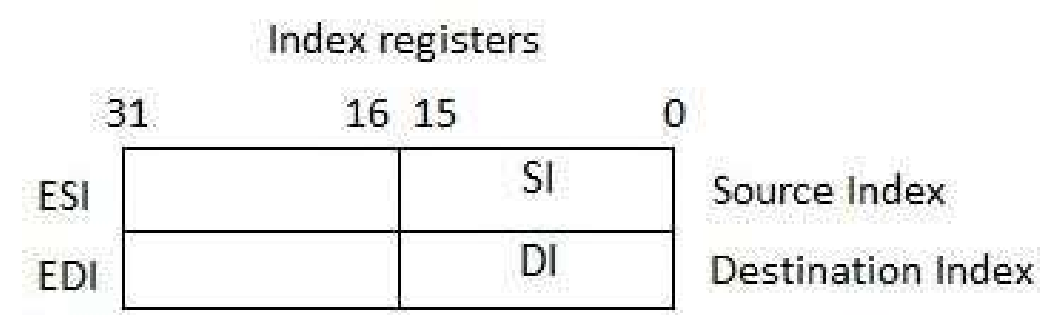 Index registers
31 16 15 0
ESI SI Source Index
EDI DI Destination Index